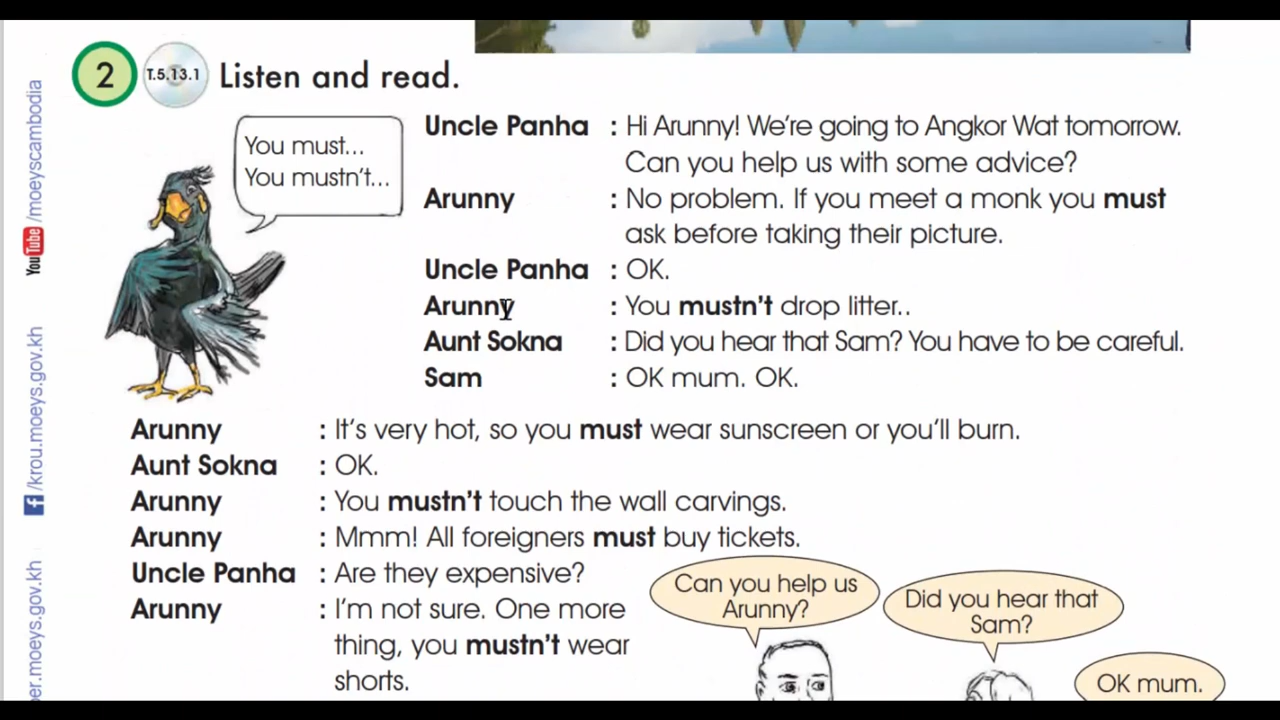 2 T.5.13.1 Listen and read.
You must...
You mustn't...
Uncle Panha : Hi Arunny! We're going to Angkor Wat tomorrow.
Can you help us with some advice?
Arunny : No problem. If you meet a monk you must
ask before taking their picture.
Uncle Panha : OK.
Arunny : You mustn't drop litter..
Aunt Sokna : Did you hear that Sam? You have to be careful.
Sam : OK mum. OK.
Arunny : It's very hot, so you must wear sunscreen or you'll burn.
Aunt Sokna : OK.
Arunny : You mustn't touch the wall carvings.
Arunny : Mmm! All foreigners must buy tickets.
Uncle Panha : Are they expensive?
Arunny : I'm not sure. One more
thing, you mustn't wear
shorts.
Can you help us
Arunny?
Did you hear that
Sam?
OK mum.
YouTube /moeyscambodia
f /krou.moeys.gov.kh
per.moeys.gov.kh